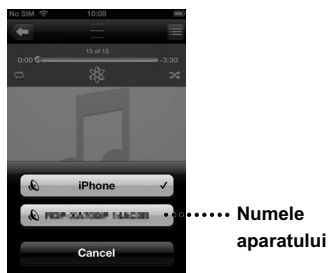 No SIM 10:08
13 of 13
0:00 -3:30
iPhone
Numele
aparatului
Cancel